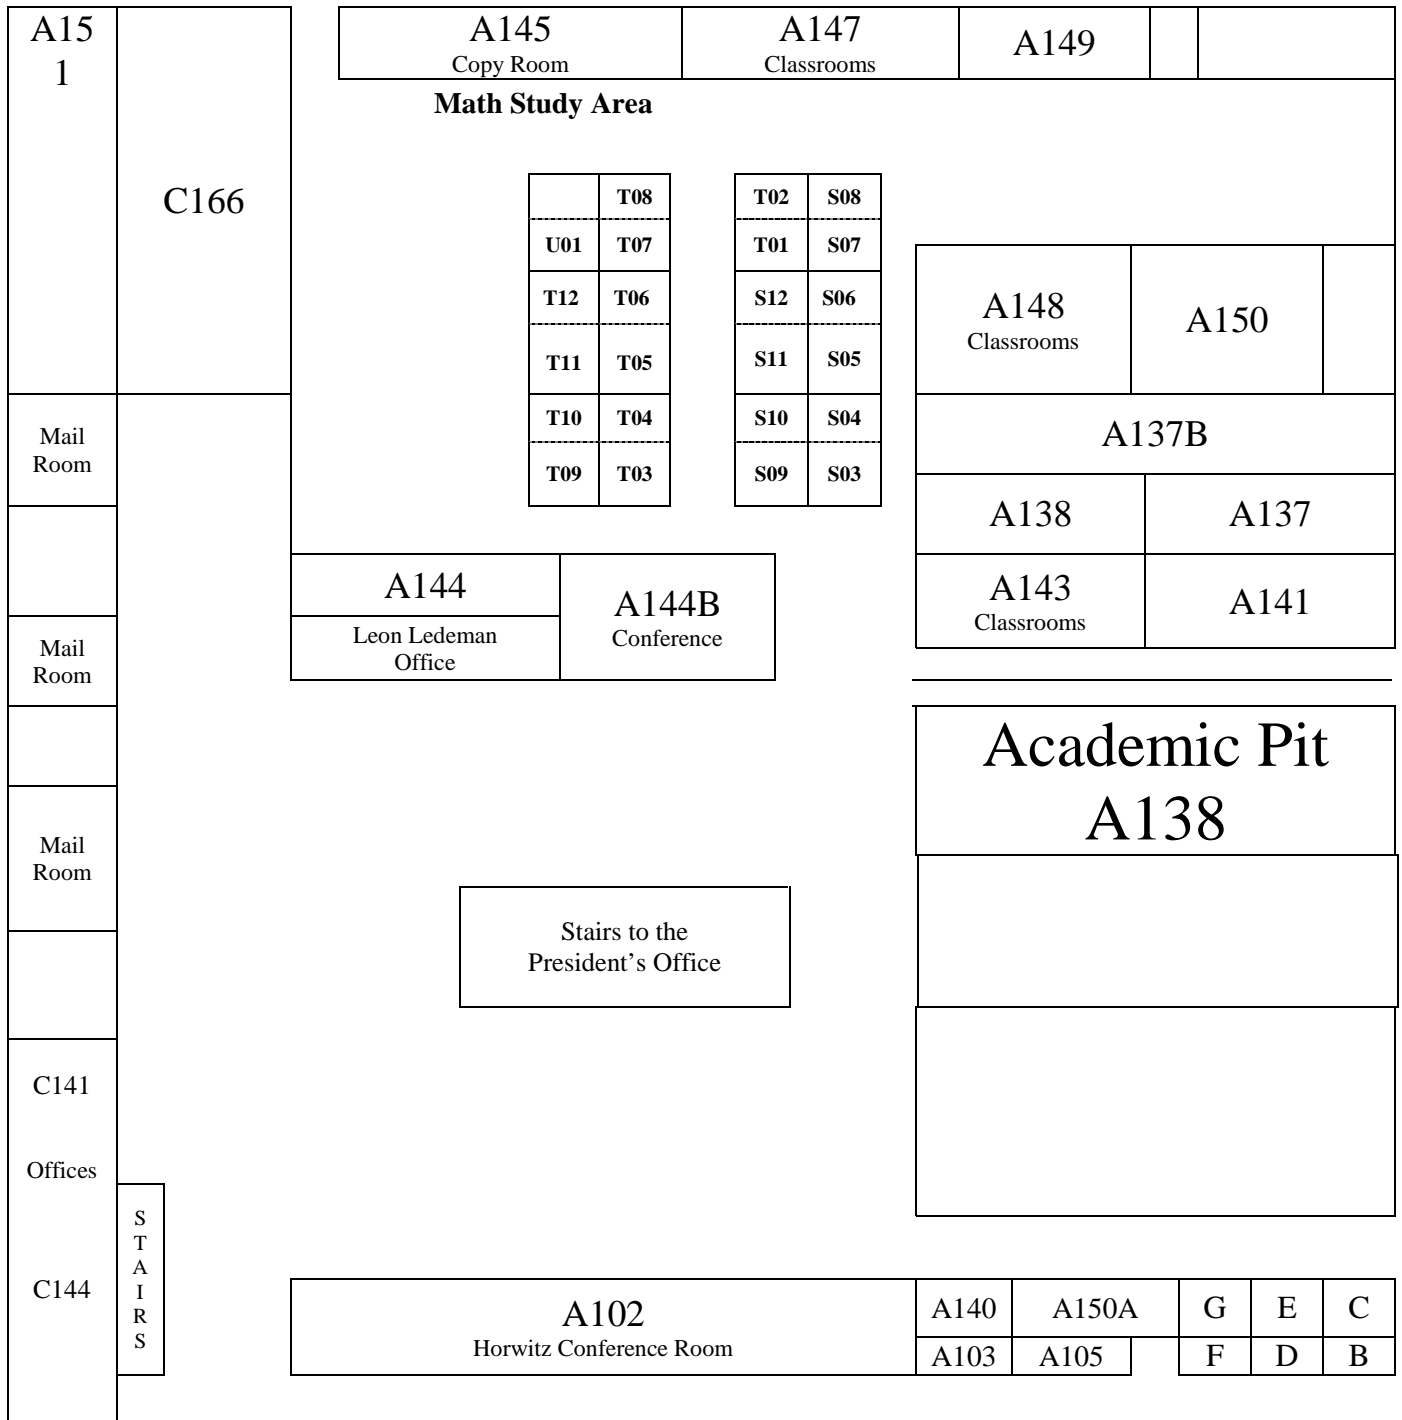 A15
1
C166
A145
Copy Room
A147
Classrooms
A149
Math Study Area
T08
T02
S08
U01
T07
T01
S07
T12
T06
S12
S06
T11
T05
S11
S05
T10
T04
S10
S04
T09
T03
S09
S03
A148
Classrooms
A150
A137B
A138
A137
A143
Classrooms
A141
Mail
Room
A144
Leon Ledeman
Office
A144B
Conference
Mail
Room
Academic Pit
A138
Mail
Room
Stairs to the
President's Office
C141
Offices
C144
S
T
A
I
R
S
A102
Horwitz Conference Room
A140
A150A
G
E
C
A103
A105
F
D
B